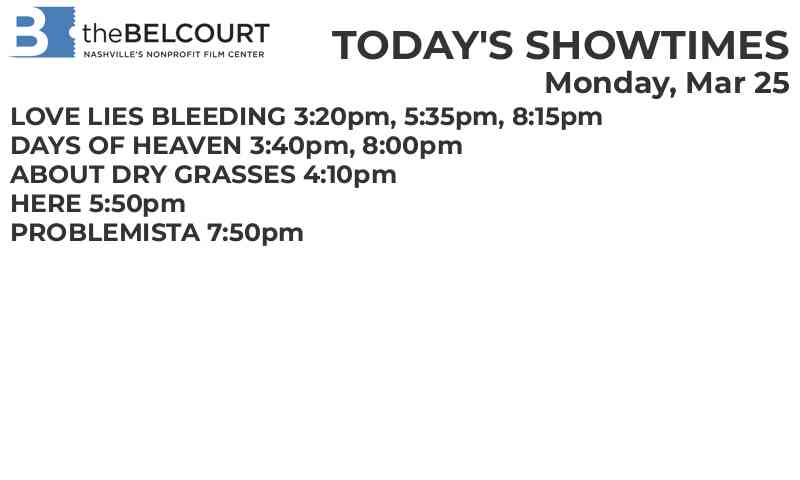 B theBELCOURT
NASHVILLE'S NONPROFIT FILM CENTER
TODAY'S SHOWTIMES
Monday, Mar 25
LOVE LIES BLEEDING 3:20pm, 5:35pm, 8:15pm
DAYS OF HEAVEN 3:40pm, 8:00pm
ABOUT DRY GRASSES 4:10pm
HERE 5:50pm
PROBLEMISTA 7:50pm